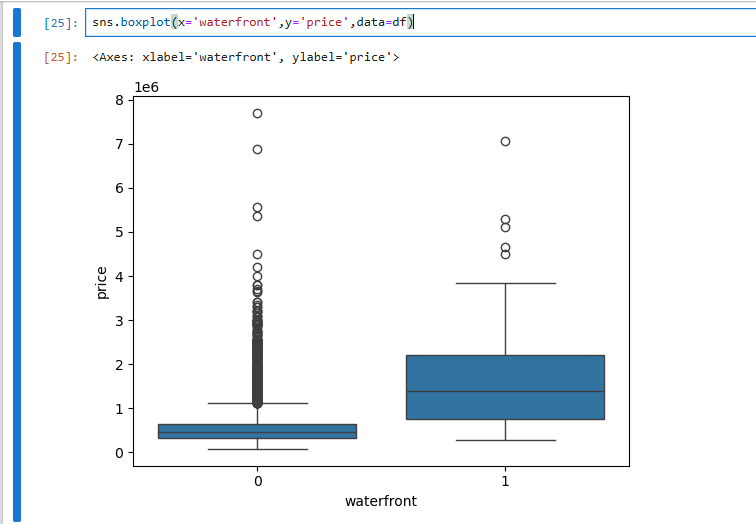 [25]: sns.boxplot(x='waterfront',y='price',data=df)
[25]: <Axes: xlabel='waterfront', ylabel='price'>
1e6
8
7
6
5
4
3
2
1
0
price
0 1
waterfront